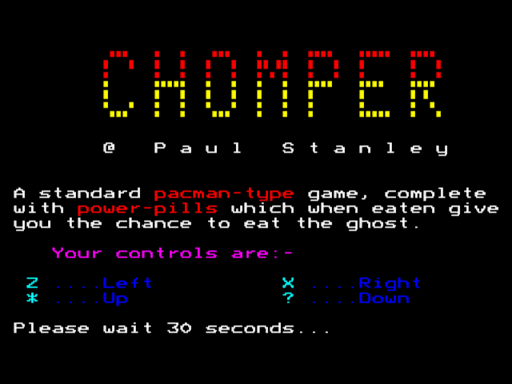 CHOMPER
@ Paul Stanley
A standard pacman-type game, complete
with power-pills which when eaten give
you the chance to eat the ghost.
Your controls are:-
Z ....Left X ....Right
* ....Up ? ....Down
Please wait 30 seconds...